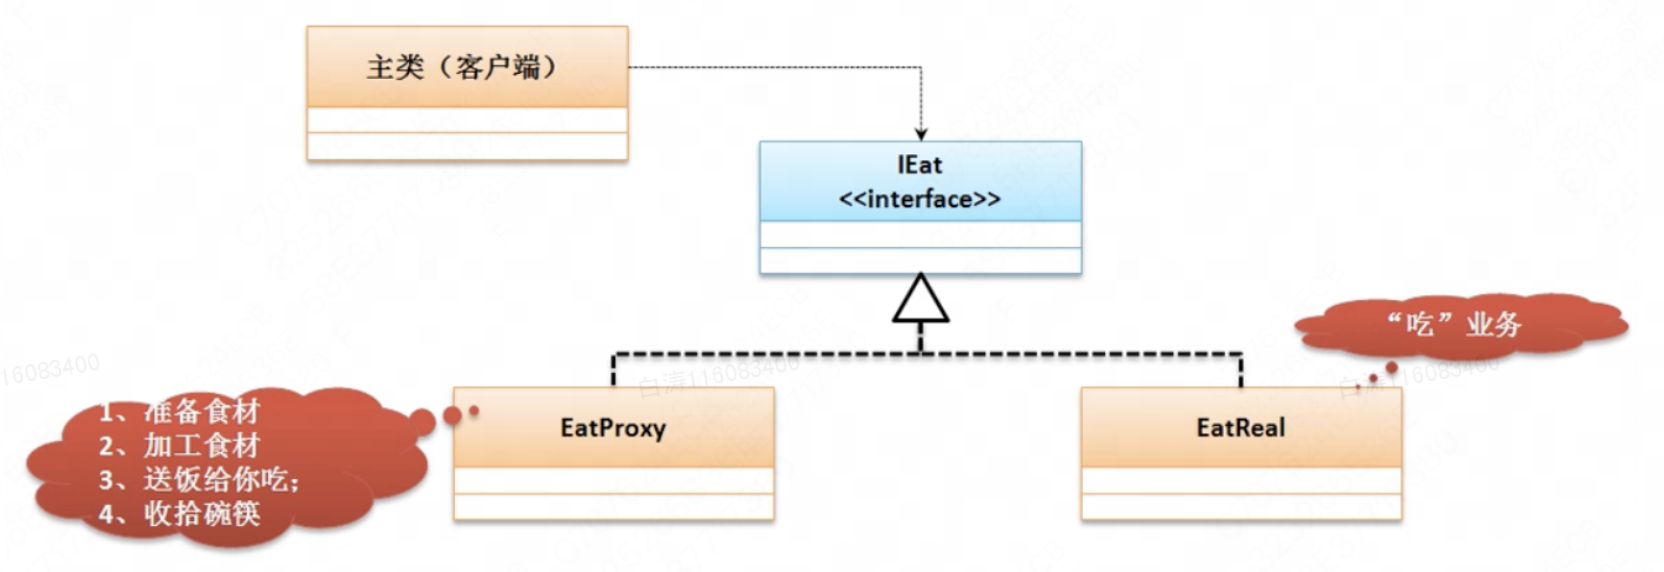 主类（客户端）
IEat
<<interface>>
“吃”业务
16083400
白涛116083400
白涛116083400
1、准备食材
2、加工食材
3、送饭给你吃；
4、收拾碗筷
EatProxy
EatReal